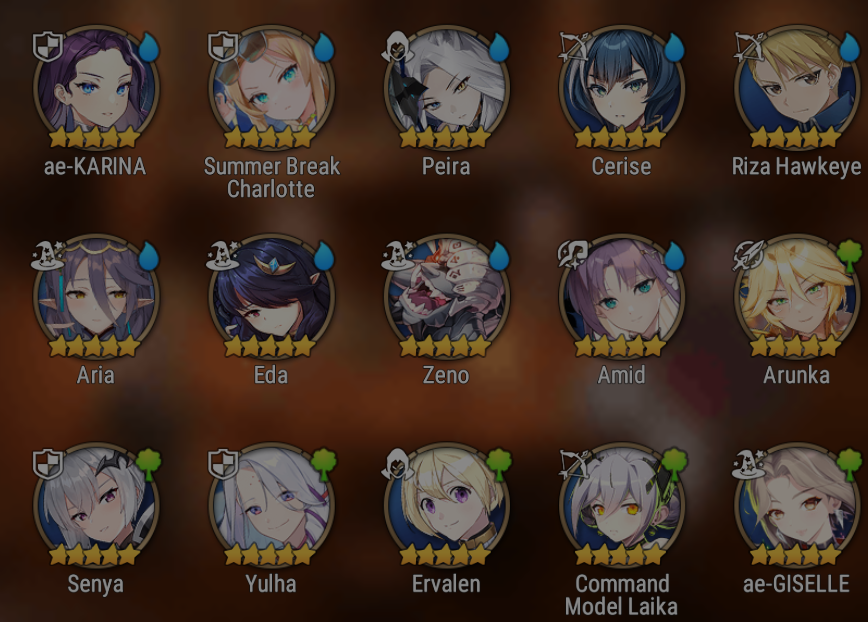 ae-KARINA
Summer Break
Charlotte
Peira
Cerise
Riza Hawkeye
Aria
Eda
Zeno
Amid
Arunka
Senya
Yulha
Ervalen
Command
Model Laika
ae-GISELLE